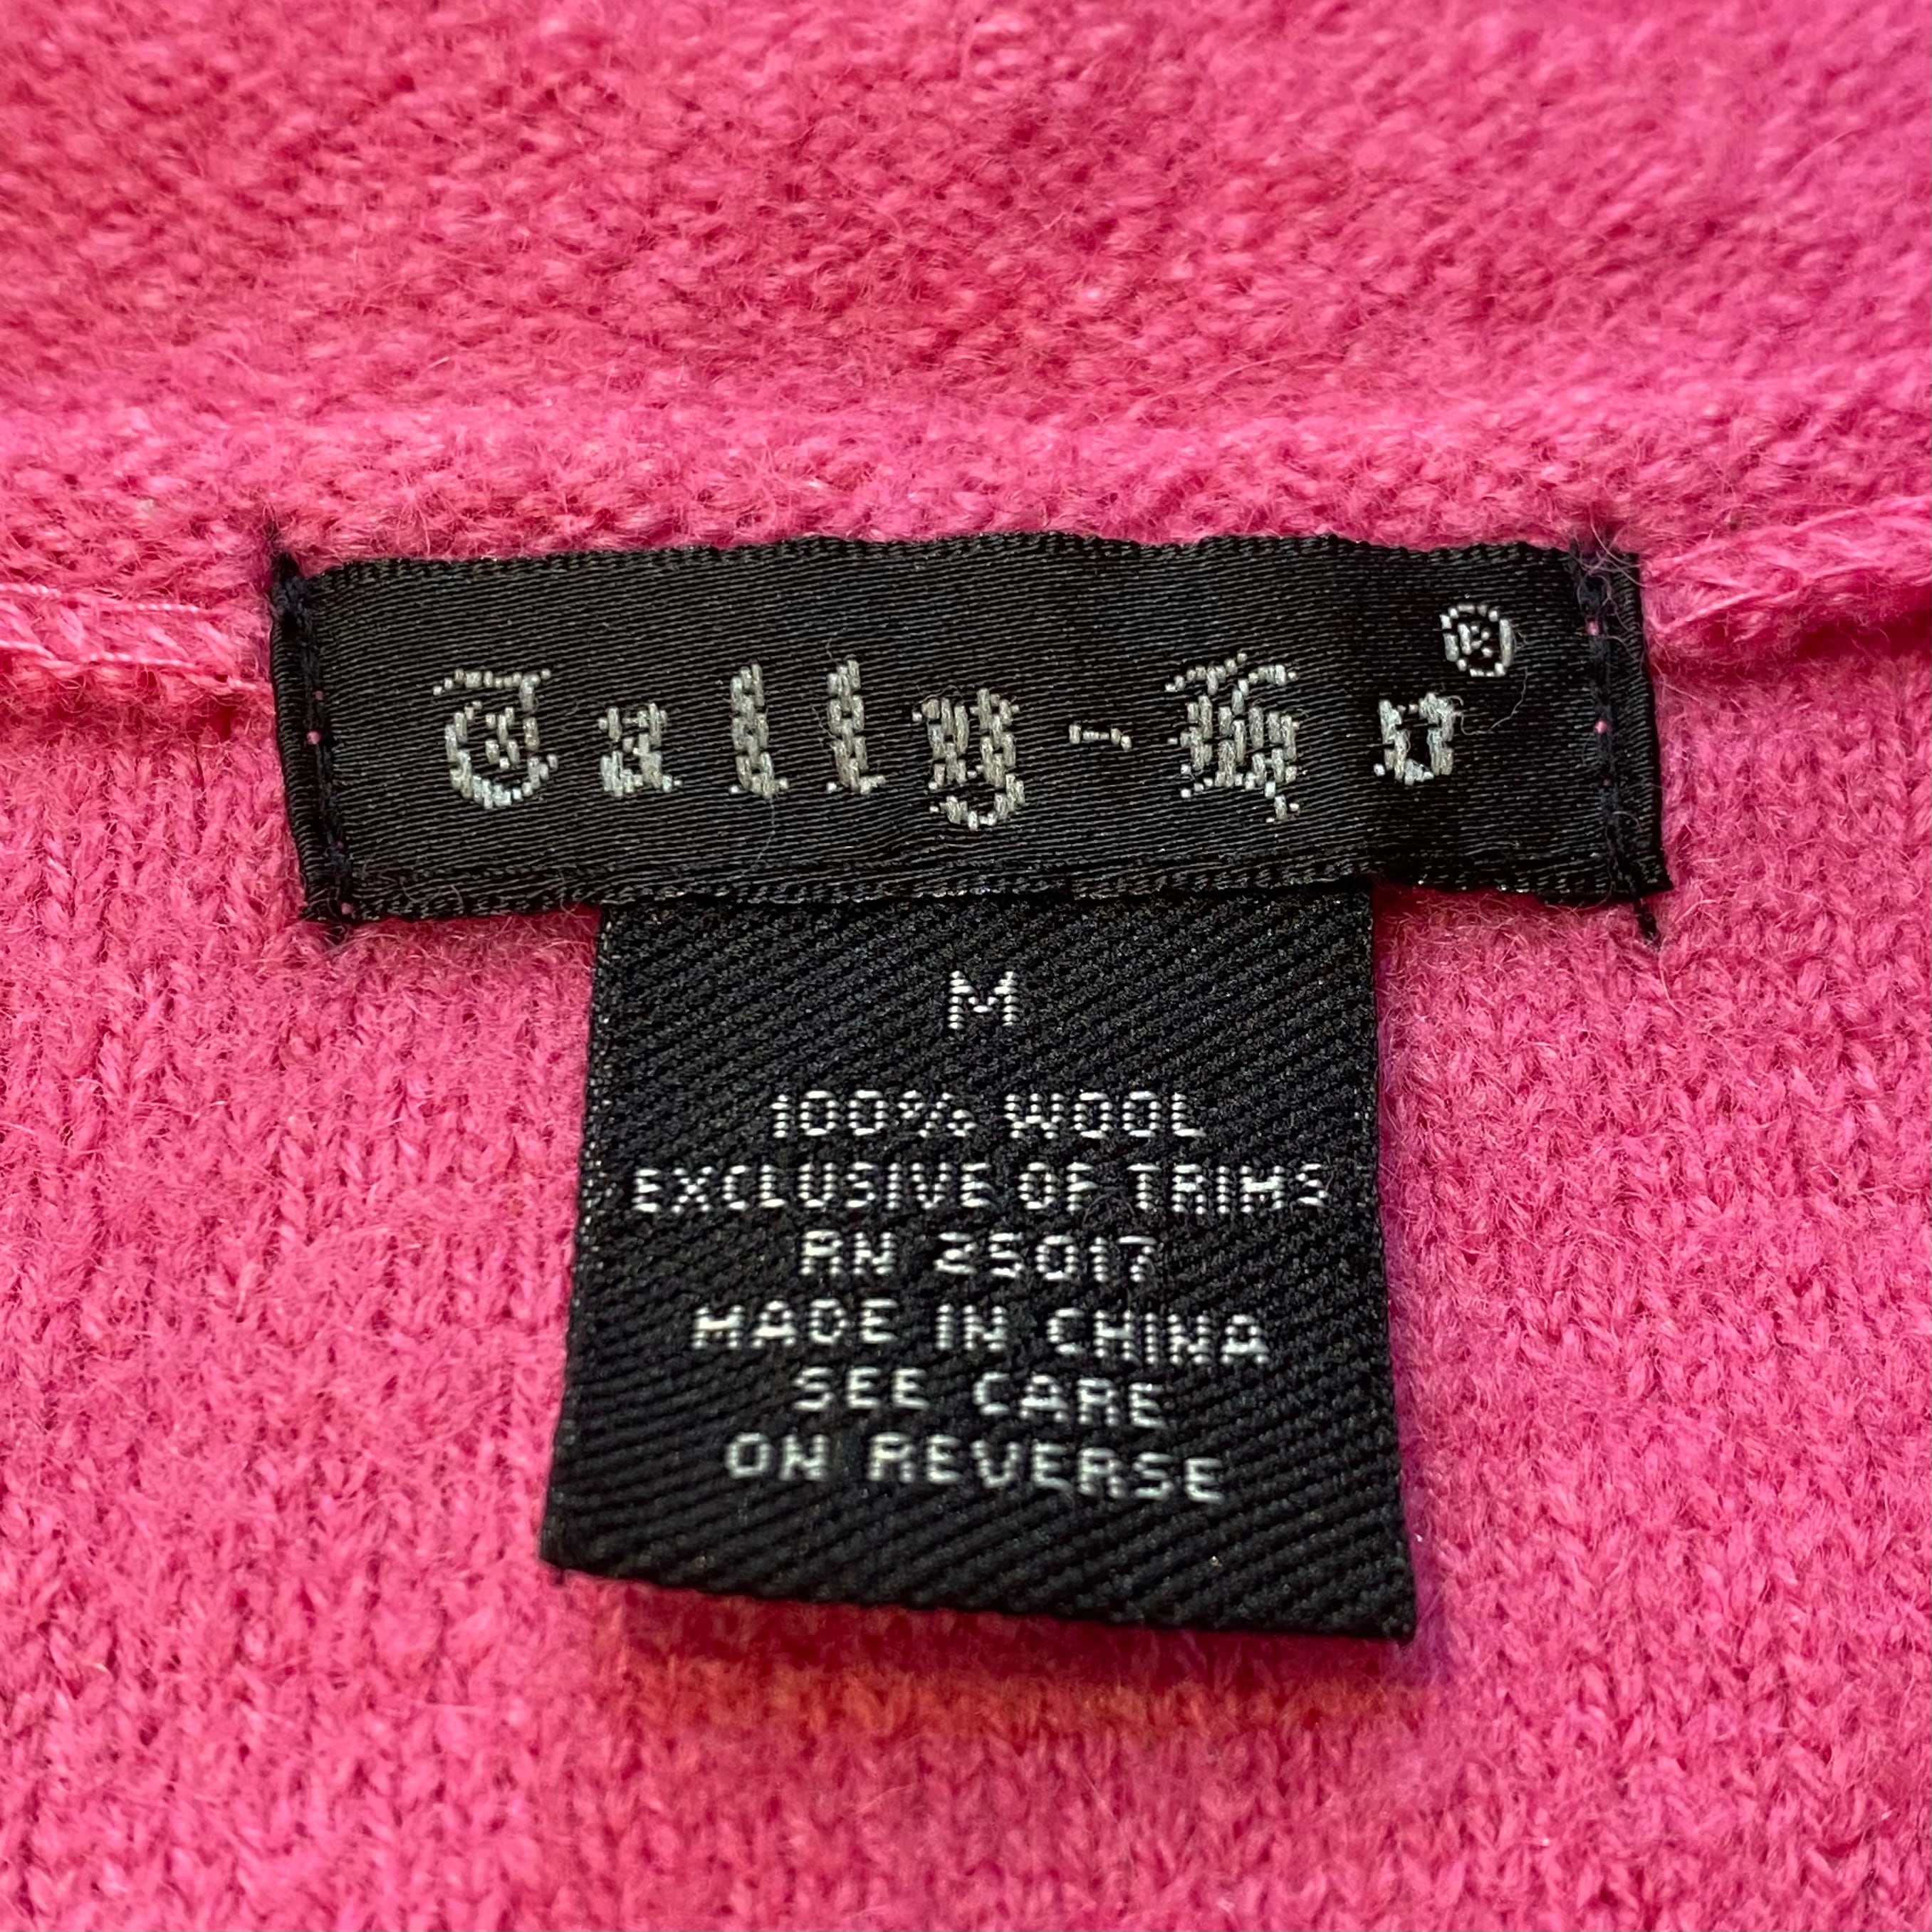 Tally-Ho®
M
100% WOOL
EXCLUSIVE OF TRIMS
RN 25017
MADE IN CHINA
SEE CARE
ON REVERSE